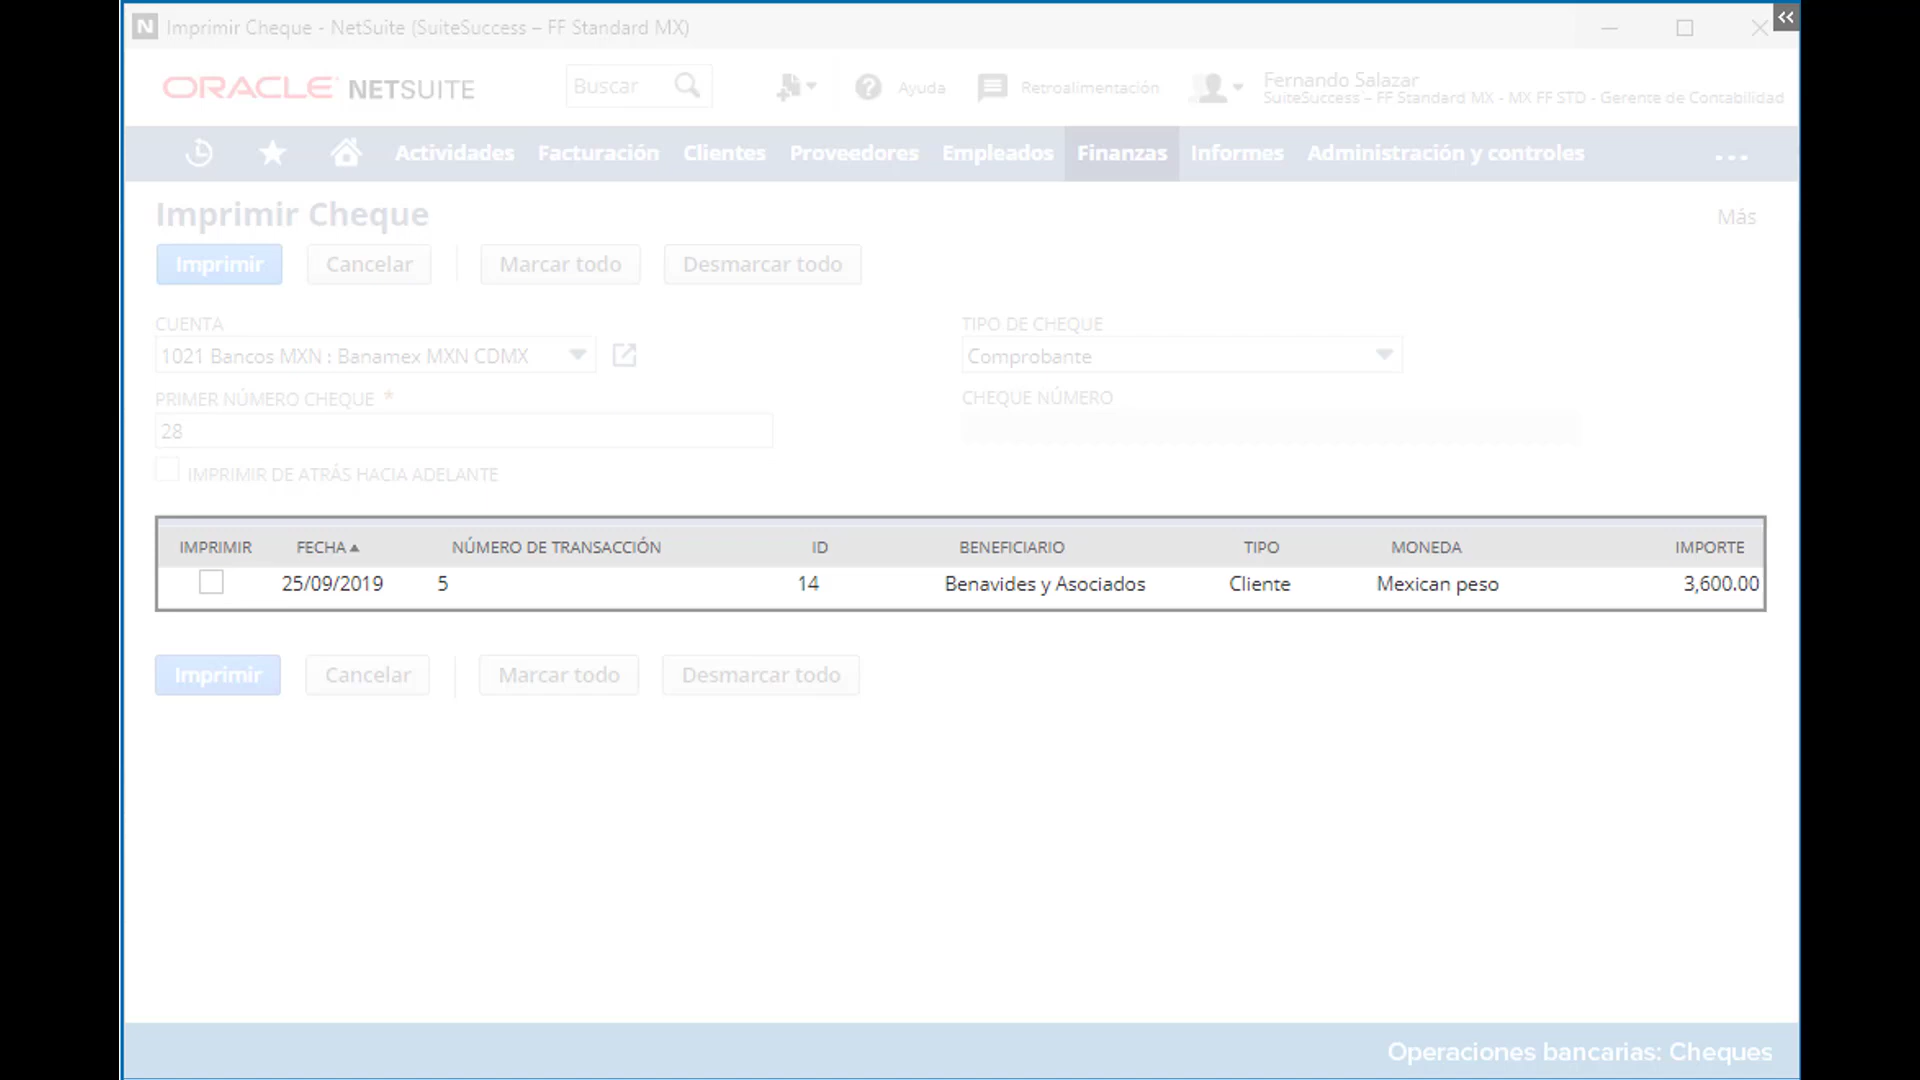 Imprimir Cheque - NetSuite (SuiteSuccess – FF Standard MX)
ORACLE NETSUITE
Buscar
Ayuda
Retroalimentación
Fernando Salazar
SuiteSuccess – FF Standard MX - MX FF STD - Gerente de Contabilidad
Actividades Facturación Clientes Proveedores Empleados Finanzas Informes Administración y controles
Imprimir Cheque
Más
Imprimir Cancelar Marcar todo Desmarcar todo
CUENTA
1021 Bancos MXN : Banamex MXN CDMX
PRIMER NÚMERO CHEQUE *
28
IMPRIMIR DE ATRÁS HACIA ADELANTE
TIPO DE CHEQUE
Comprobante
CHEQUE NÚMERO
IMPRIMIR FECHA NÚMERO DE TRANSACCIÓN ID BENEFICIARIO TIPO MONEDA IMPORTE
25/09/2019 5 14 Benavides y Asociados Cliente Mexican peso 3,600.00
Imprimir Cancelar Marcar todo Desmarcar todo
Operaciones bancarias: Cheques